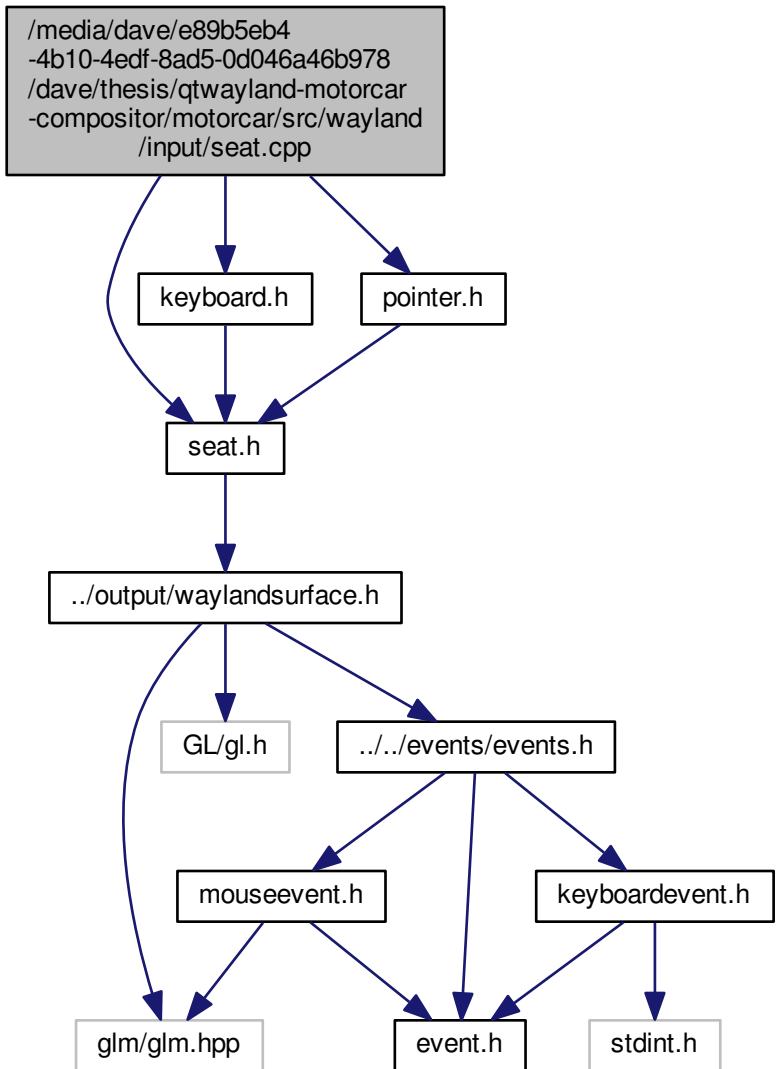 /media/dave/e89b5eb4
-4b10-4edf-8ad5-0d046a46b978
/dave/thesis/qtwayland-motorcar
-compositor/motorcar/src/wayland
/input/seat.cpp
keyboard.h
pointer.h
seat.h
../output/waylandsurface.h
GL/gl.h
../../events/events.h
mouseevent.h
keyboardevent.h
glm/glm.hpp
event.h
stdint.h